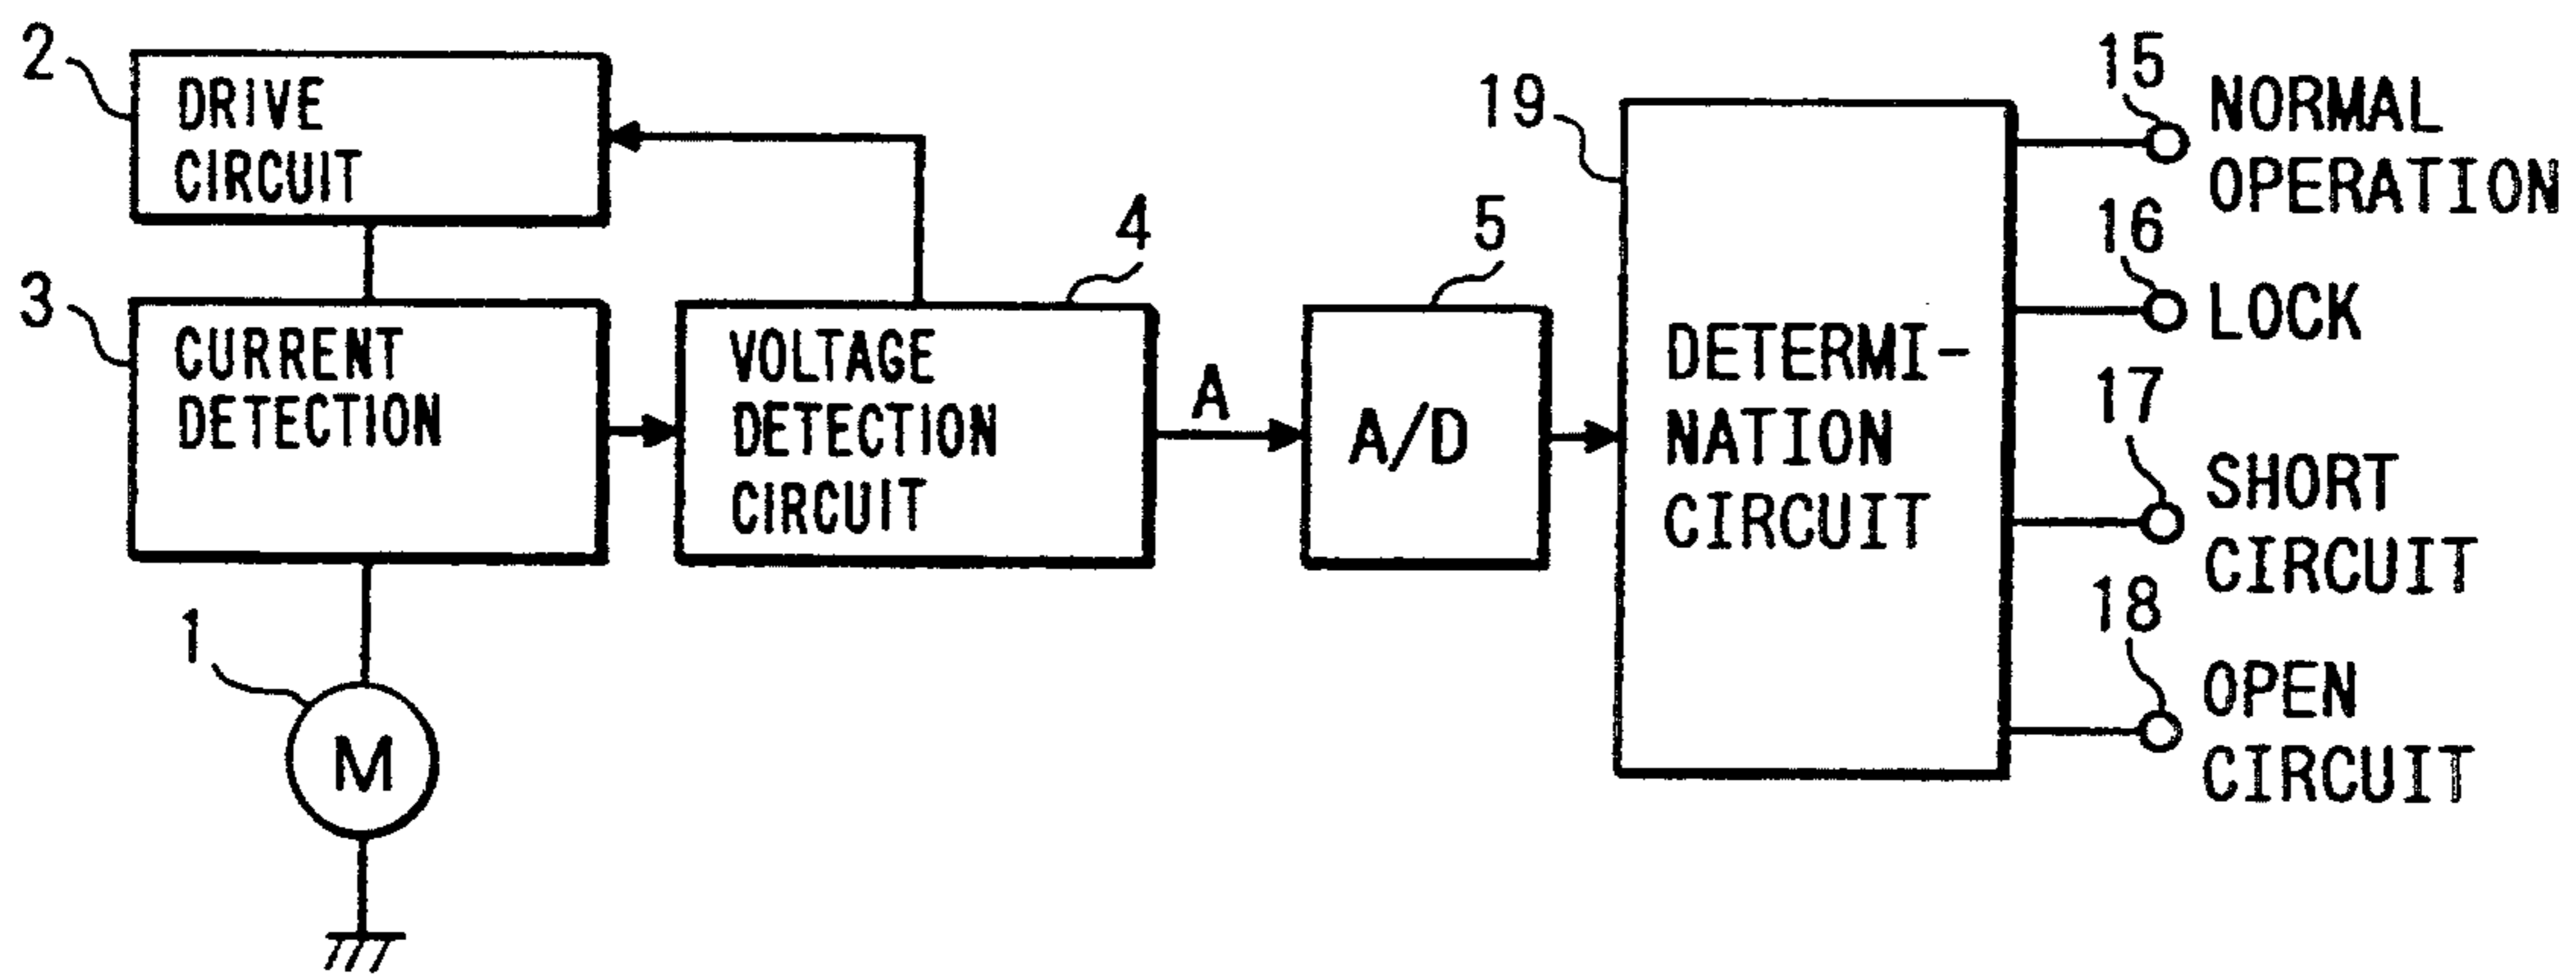 2
DRIVE
CIRCUIT
3
CURRENT
DETECTION
1
M
4
VOLTAGE
DETECTION
CIRCUIT
A
5
A/D
19
DETERMI-
NATION
CIRCUIT
15
NORMAL
OPERATION
16
LOCK
17
SHORT
CIRCUIT
18
OPEN
CIRCUIT